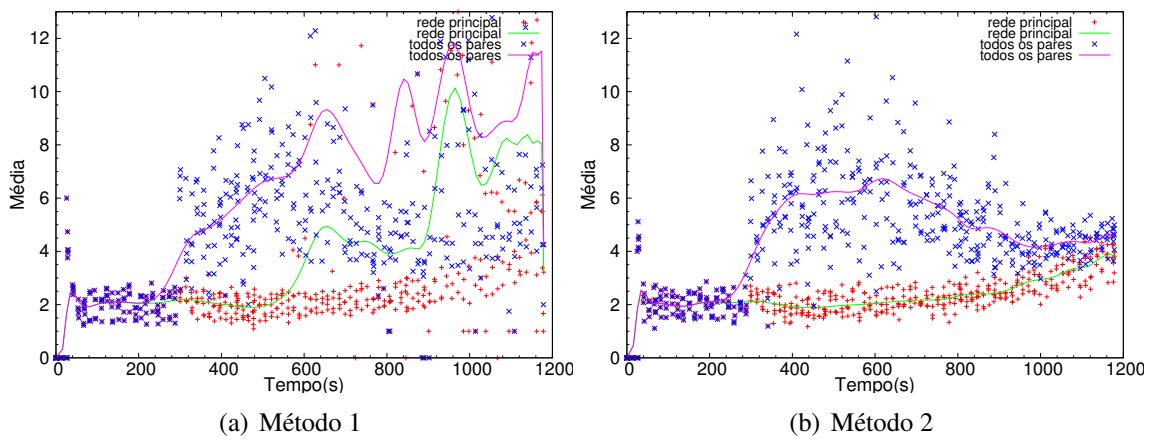 rede principal
rede principal
todos os pares
todos os pares
Média
12
10
8
6
4
2
0
0 200 400 600 800 1000 1200
Tempo(s)
(a) Método 1
rede principal
rede principal
todos os pares
todos os pares
Média
12
10
8
6
4
2
0
0 200 400 600 800 1000 1200
Tempo(s)
(b) Método 2